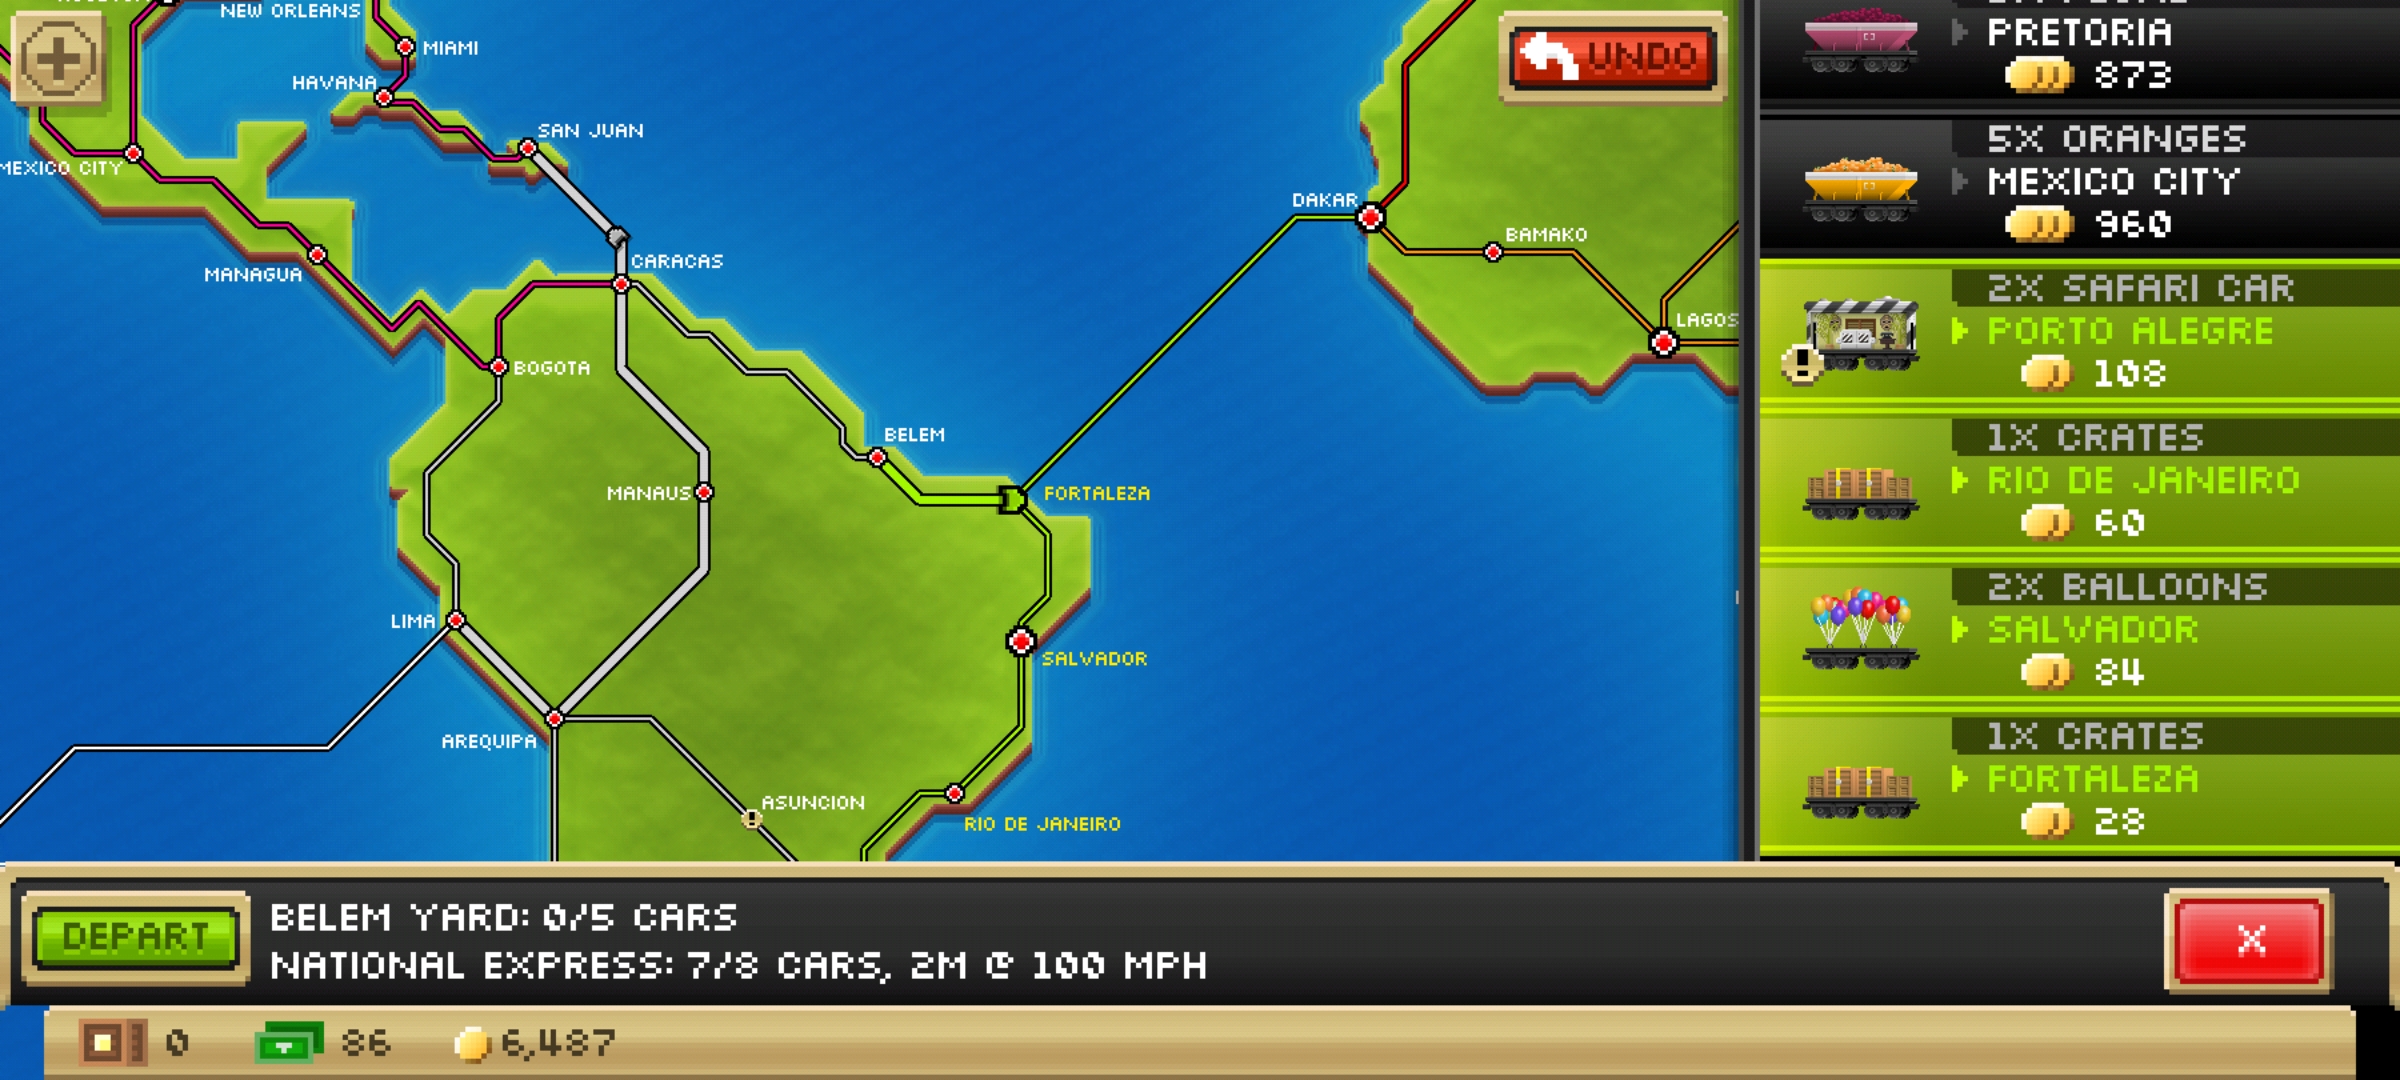 NEW ORLEANS
MIAMI
HAVANA
SAN JUAN
MEXICO CITY
MANAGUA
CARACAS
BOGOTA
BELEM
MANAUS
FORTALEZA
LIMA
SALVADOR
AREQUIPA
ASUNCION
RIO DE JANEIRO
DAKAR
BAMAKO
LAGOS
UNDO
PRETORIA
873
5X ORANGES
MEXICO CITY
960
2X SAFARI CAR
PORTO ALEGRE
108
1X CRATES
RIO DE JANEIRO
60
2X BALLOONS
SALVADOR
84
1X CRATES
FORTALEZA
28
DEPART
BELEM YARD: 0/5 CARS
NATIONAL EXPRESS: 7/8 CARS, 2M @ 100 MPH
X
0 86 6,487